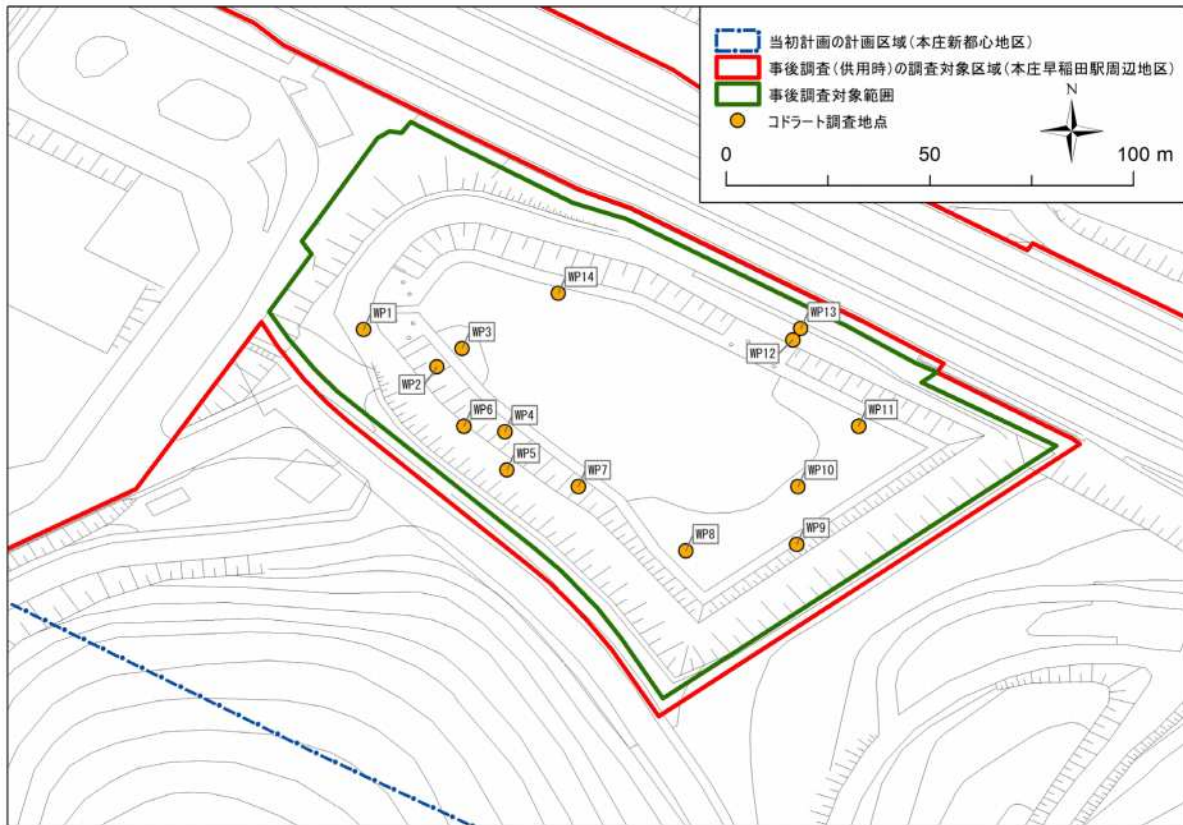 当初計画の計画区域(本庄新都心地区)
事後調査(供用時)の調査対象区域(本庄早稲田駅周辺地区)
事後調査対象範囲
コドラート調査地点
N
0 50 100 m
WP1
WP14
WP13
WP3
WP12
WP2
WP6
WP4
WP11
WP5
WP7
WP10
WP8
WP9